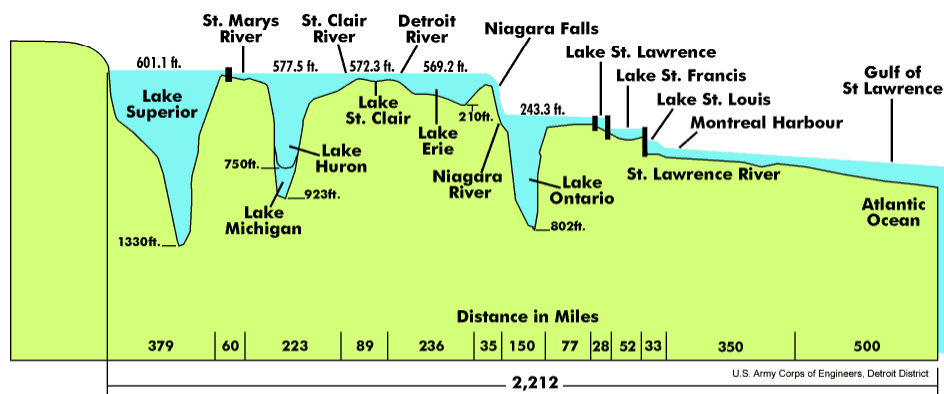 St. Marys
River
St. Clair
River
Detroit
River
Niagara Falls
Lake St. Lawrence
Lake St. Francis
Lake St. Louis
Montreal Harbour
Gulf of
St Lawrence
601.1 ft.
577.5 ft.
572.3 ft.
569.2 ft.
243.3 ft.
Lake
Superior
Lake
St. Clair
210ft.
Lake
Erie
Lake
Huron
750ft.
923ft.
Lake
Michigan
Niagara
River
Lake
Ontario
St. Lawrence River
Atlantic
Ocean
802ft.
1330ft.
Distance in Miles
379 60 223 89 236 35 150 77 28 52 33 350 500
U.S. Army Corps of Engineers, Detroit District
2,212